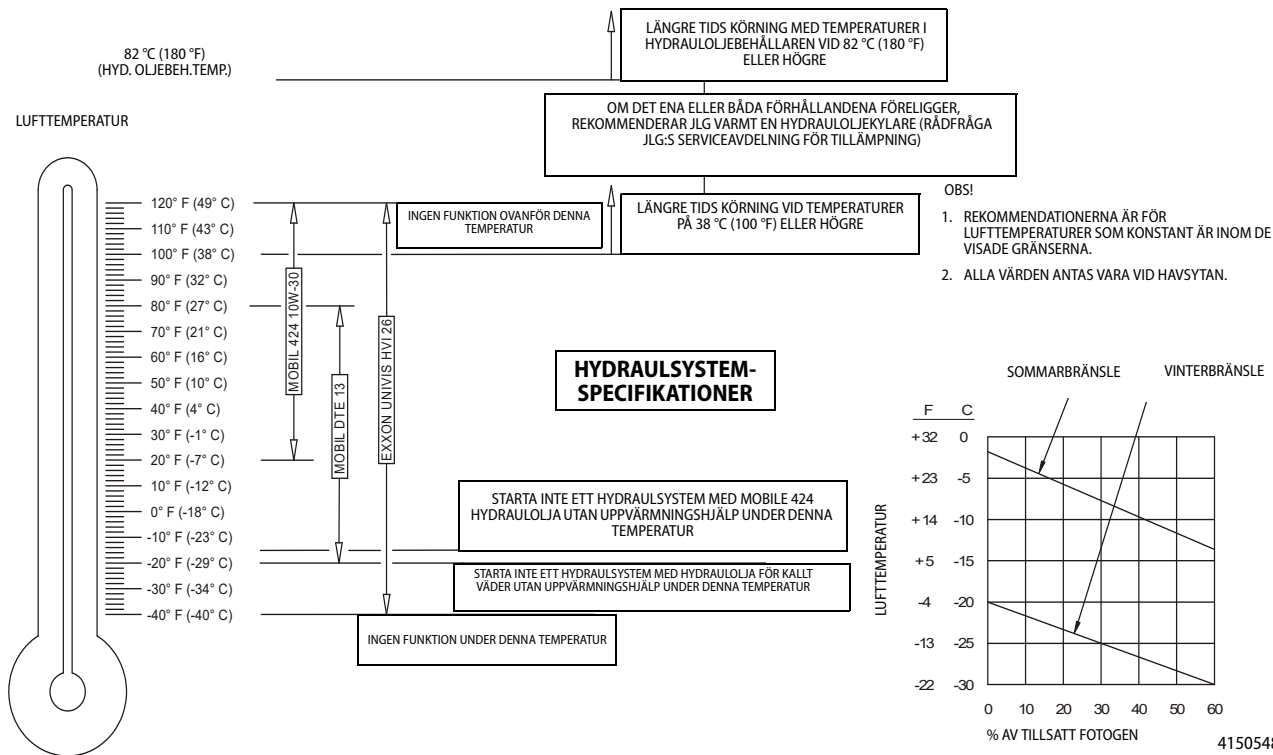 82 °C (180 °F)
(HYD. OLJEBEH.TEMP.)
LÄNGRE TIDS KÖRNING MED TEMPERATURER I
HYDRAULOLJEBEHÅLLAREN VID 82 °C (180 °F)
ELLER HÖGRE
OM DET ENA ELLER BÅDA FÖRHÅLLANDENA FÖRELIGGER,
REKOMMENDERAR JLG VARMT EN HYDRAULOLJEKYLARE (RÅDFRÅGA
JLG:S SERVICEAVDELNING FÖR TILLÄMPNING)
LUFTTEMPERATUR
120° F (49° C)
110° F (43° C)
100° F (38° C)
90° F (32° C)
80° F (27° C)
70° F (21° C)
60° F (16° C)
50° F (10° C)
40° F (4° C)
30° F (-1° C)
20° F (-7° C)
10° F (-12° C)
0° F (-18° C)
-10° F (-23° C)
-20° F (-29° C)
-30° F (-34° C)
-40° F (-40° C)
MOBIL 424 10W-30
MOBIL DTE 13
EXXON UNIVIS HVI 26
INGEN FUNKTION OVANFÖR DENNA
TEMPERATUR
LÄNGRE TIDS KÖRNING VID TEMPERATURER
PÅ 38 °C (100 °F) ELLER HÖGRE
OBS!
1. REKOMMENDATIONERNA ÄR FÖR
LUFTTEMPERATURER SOM KONSTANT ÄR INOM DE
VISADE GRÄNSERNA.
2. ALLA VÄRDEN ANTAS VARA VID HAVSYTAN.
HYDRAULSYSTEM-
SPECIFIKATIONER
STARTA INTE ETT HYDRAULSYSTEM MED MOBILE 424
HYDRAULOLJA UTAN UPPVÄRMNINGSHJÄLP UNDER DENNA
TEMPERATUR
STARTA INTE ETT HYDRAULSYSTEM MED HYDRAULOLJA FÖR KALLT
VÄDER UTAN UPPVÄRMNINGSHJÄLP UNDER DENNA TEMPERATUR
INGEN FUNKTION UNDER DENNA TEMPERATUR
SOMMARBRÄNSLE VINTERBRÄNSLE
F C
+32 0
+23 -5
+14 -10
+5 -15
-4 -20
-13 -25
-22 -30
LUFTTEMPERATUR
0 10 20 30 40 50 60
% AV TILLSATT FOTOGEN